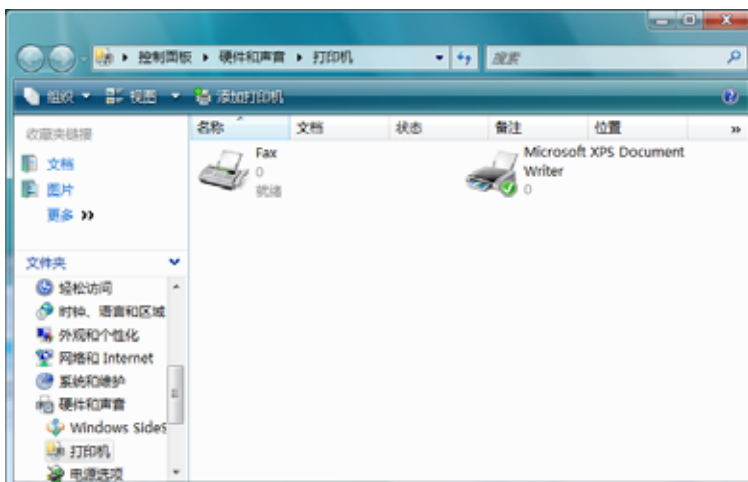 控制面板 ▸ 硬件和声音 ▸ 打印机
搜索
组织 视图 添加打印机
收藏夹链接
文档
图片
更多 »
文件夹
轻松访问
时钟、语言和区域
外观和个性化
网络和 Internet
系统和维护
硬件和声音
Windows SideS
打印机
电源选项
名称 文档 状态 备注 位置 »
Fax
0
就绪
Microsoft XPS Document
Writer
0